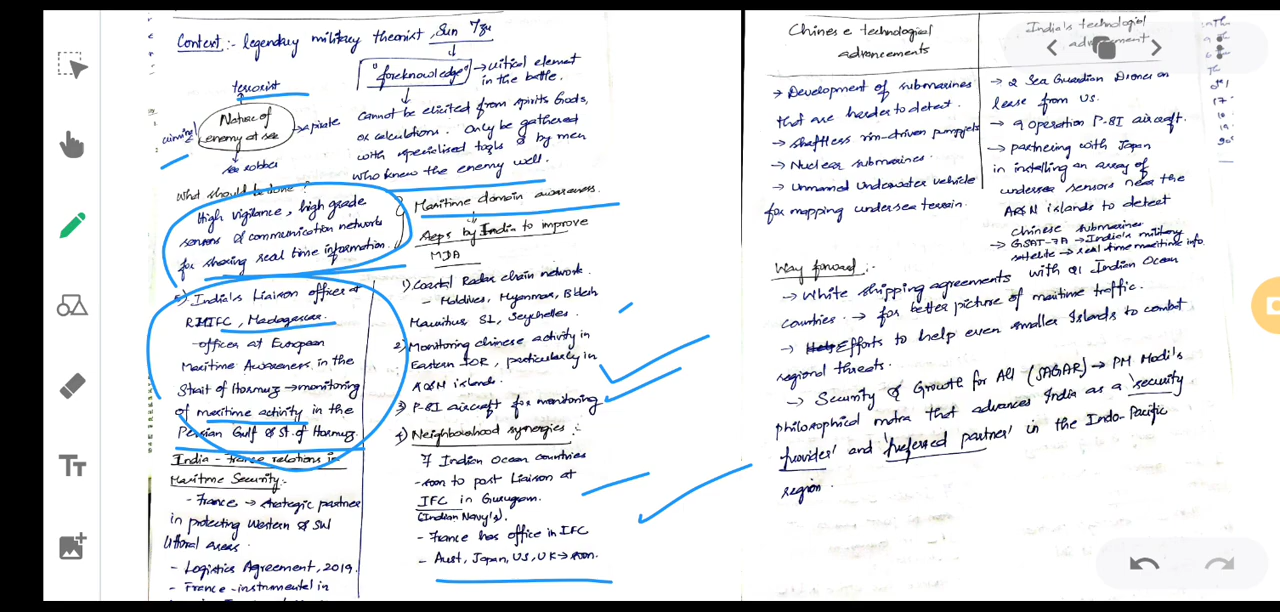 Context :- legendary military theorist, Sun Tzu
"foreknowledge" → critical element
in the battle.
cannot be elicited from spirits Gods,
or calculations. Only be gathered
with specialised tools & by men
who knew the enemy well.
terrorist
Nature of
enemy at sea
criminal
→ a pirate
sea robber
What should be done?
High vigilance, high grade
sensors & communication networks
for sharing real time information.
5) India's Liaison officer at
RMIFC, Madagascar.
- officer at European
Maritime Awareness in the
Strait of Hormuz → monitoring
of maritime activity in the
Persian Gulf & St. of Hormuz.
India - France relations in
Maritime Security:-
- France → strategic partner
in protecting Western & SW
littoral areas.
- Logistics Agreement, 2019.
- France - instrumental in
Maritime domain awareness.
Steps by India to improve
MDA
1) Coastal Radar chain network.
- Maldives, Myanmar, B'desh
Mauritius, SL, Seychelles.
2) Monitoring chinese activity in
Eastern IOR, particularly in
A&N islands.
3) P-8I aircraft for monitoring
4) Neighbourhood synergies :-
7 Indian Ocean countries
- soon to post Liaison at
IFC in Gurugram.
(Indian Navy's).
- France has office in IFC
- Aust, Japan, US, UK → soon.
Chinese technological
advancements
→ Development of submarines
that are harder to detect.
→ shaftless rim-driven pumpjets
→ Nuclear submarines.
→ Unmanned underwater vehicle
for mapping undersea terrain.
India's technological
advancement
→ 2 Sea Guardian Drones on
lease from US.
→ 9 operation P-8I aircraft.
→ partnering with Japan
in installing an array of
undersea sensors near the
A&N islands to detect
Chinese submarines
→ GSAT-7A → India's military
satellite → real time maritime info.
Way forward :-
→ White shipping agreements with 21 Indian Ocean
countries. → for better picture of maritime traffic.
→ Efforts to help even smaller Islands to combat
regional threats.
→ Security & Growth for All (SAGAR) → PM Modi's
philosophical mantra that advances India as a 'security
provider' and 'preferred partner' in the Indo-Pacific
region.
Tt